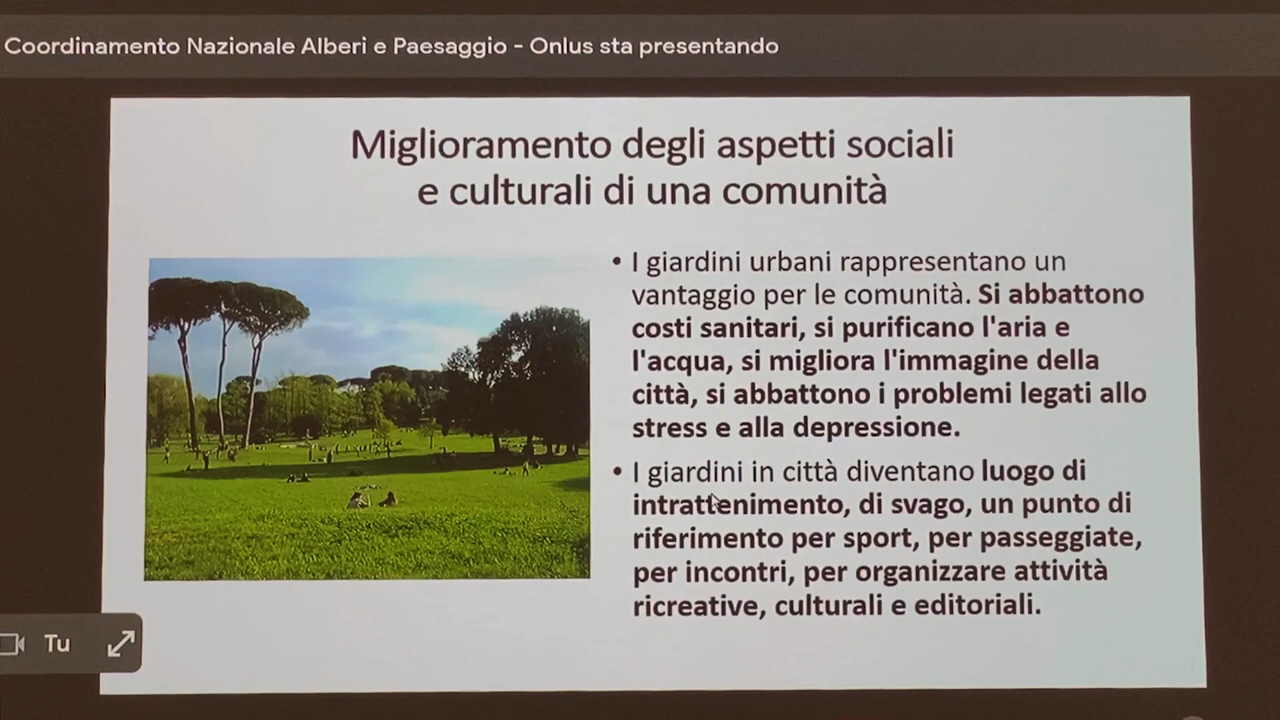 Coordinamento Nazionale Alberi e Paesaggio - Onlus sta presentando
Miglioramento degli aspetti sociali
e culturali di una comunità
• I giardini urbani rappresentano un
vantaggio per le comunità. Si abbattono
costi sanitari, si purificano l'aria e
l'acqua, si migliora l'immagine della
città, si abbattono i problemi legati allo
stress e alla depressione.
• I giardini in città diventano luogo di
intrattenimento, di svago, un punto di
riferimento per sport, per passeggiate,
per incontri, per organizzare attività
ricreative, culturali e editoriali.
Tu